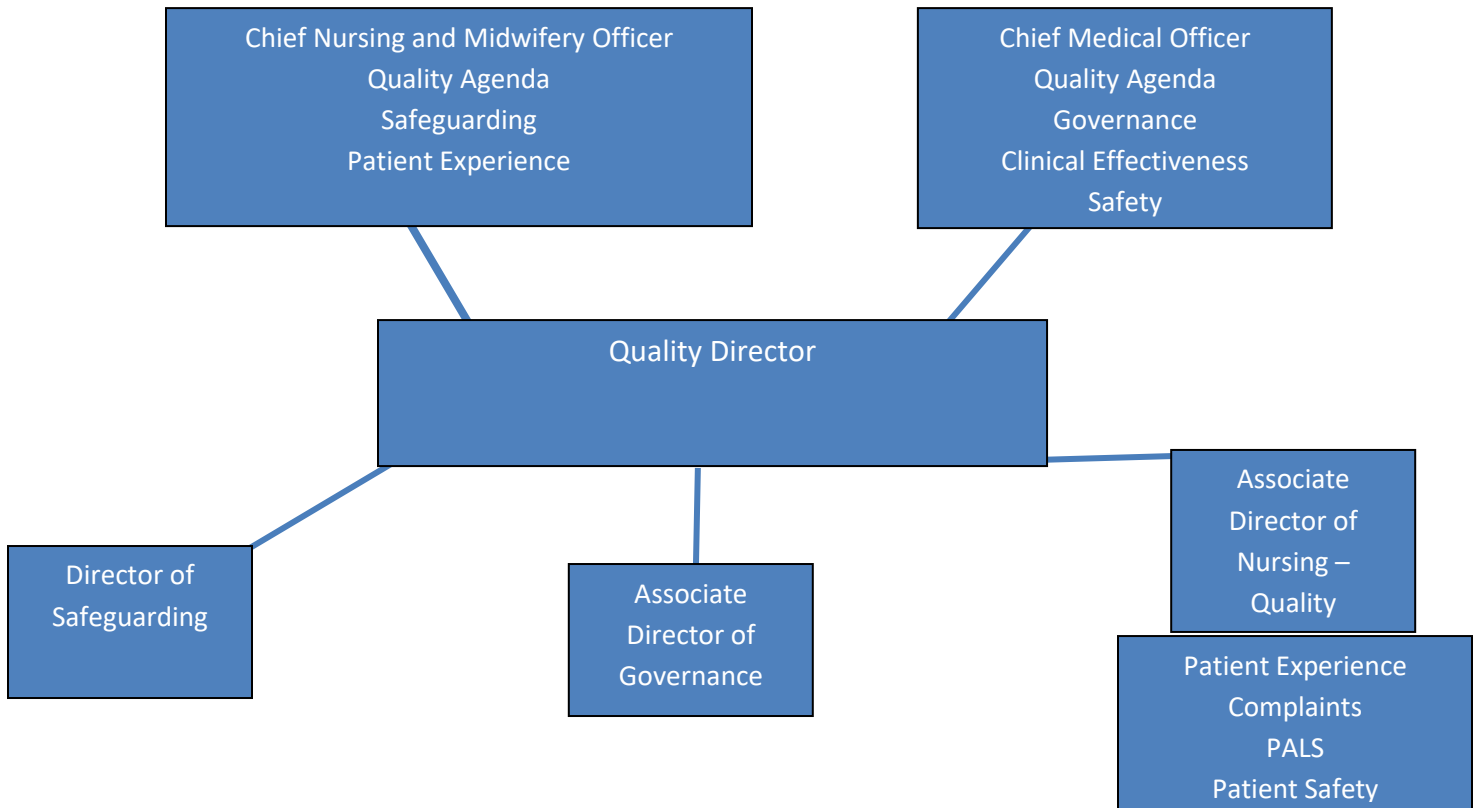 Chief Nursing and Midwifery Officer
Quality Agenda
Safeguarding
Patient Experience
Chief Medical Officer
Quality Agenda
Governance
Clinical Effectiveness
Safety
Quality Director
Director of
Safeguarding
Associate
Director of
Governance
Associate
Director of
Nursing –
Quality
Patient Experience
Complaints
PALS
Patient Safety